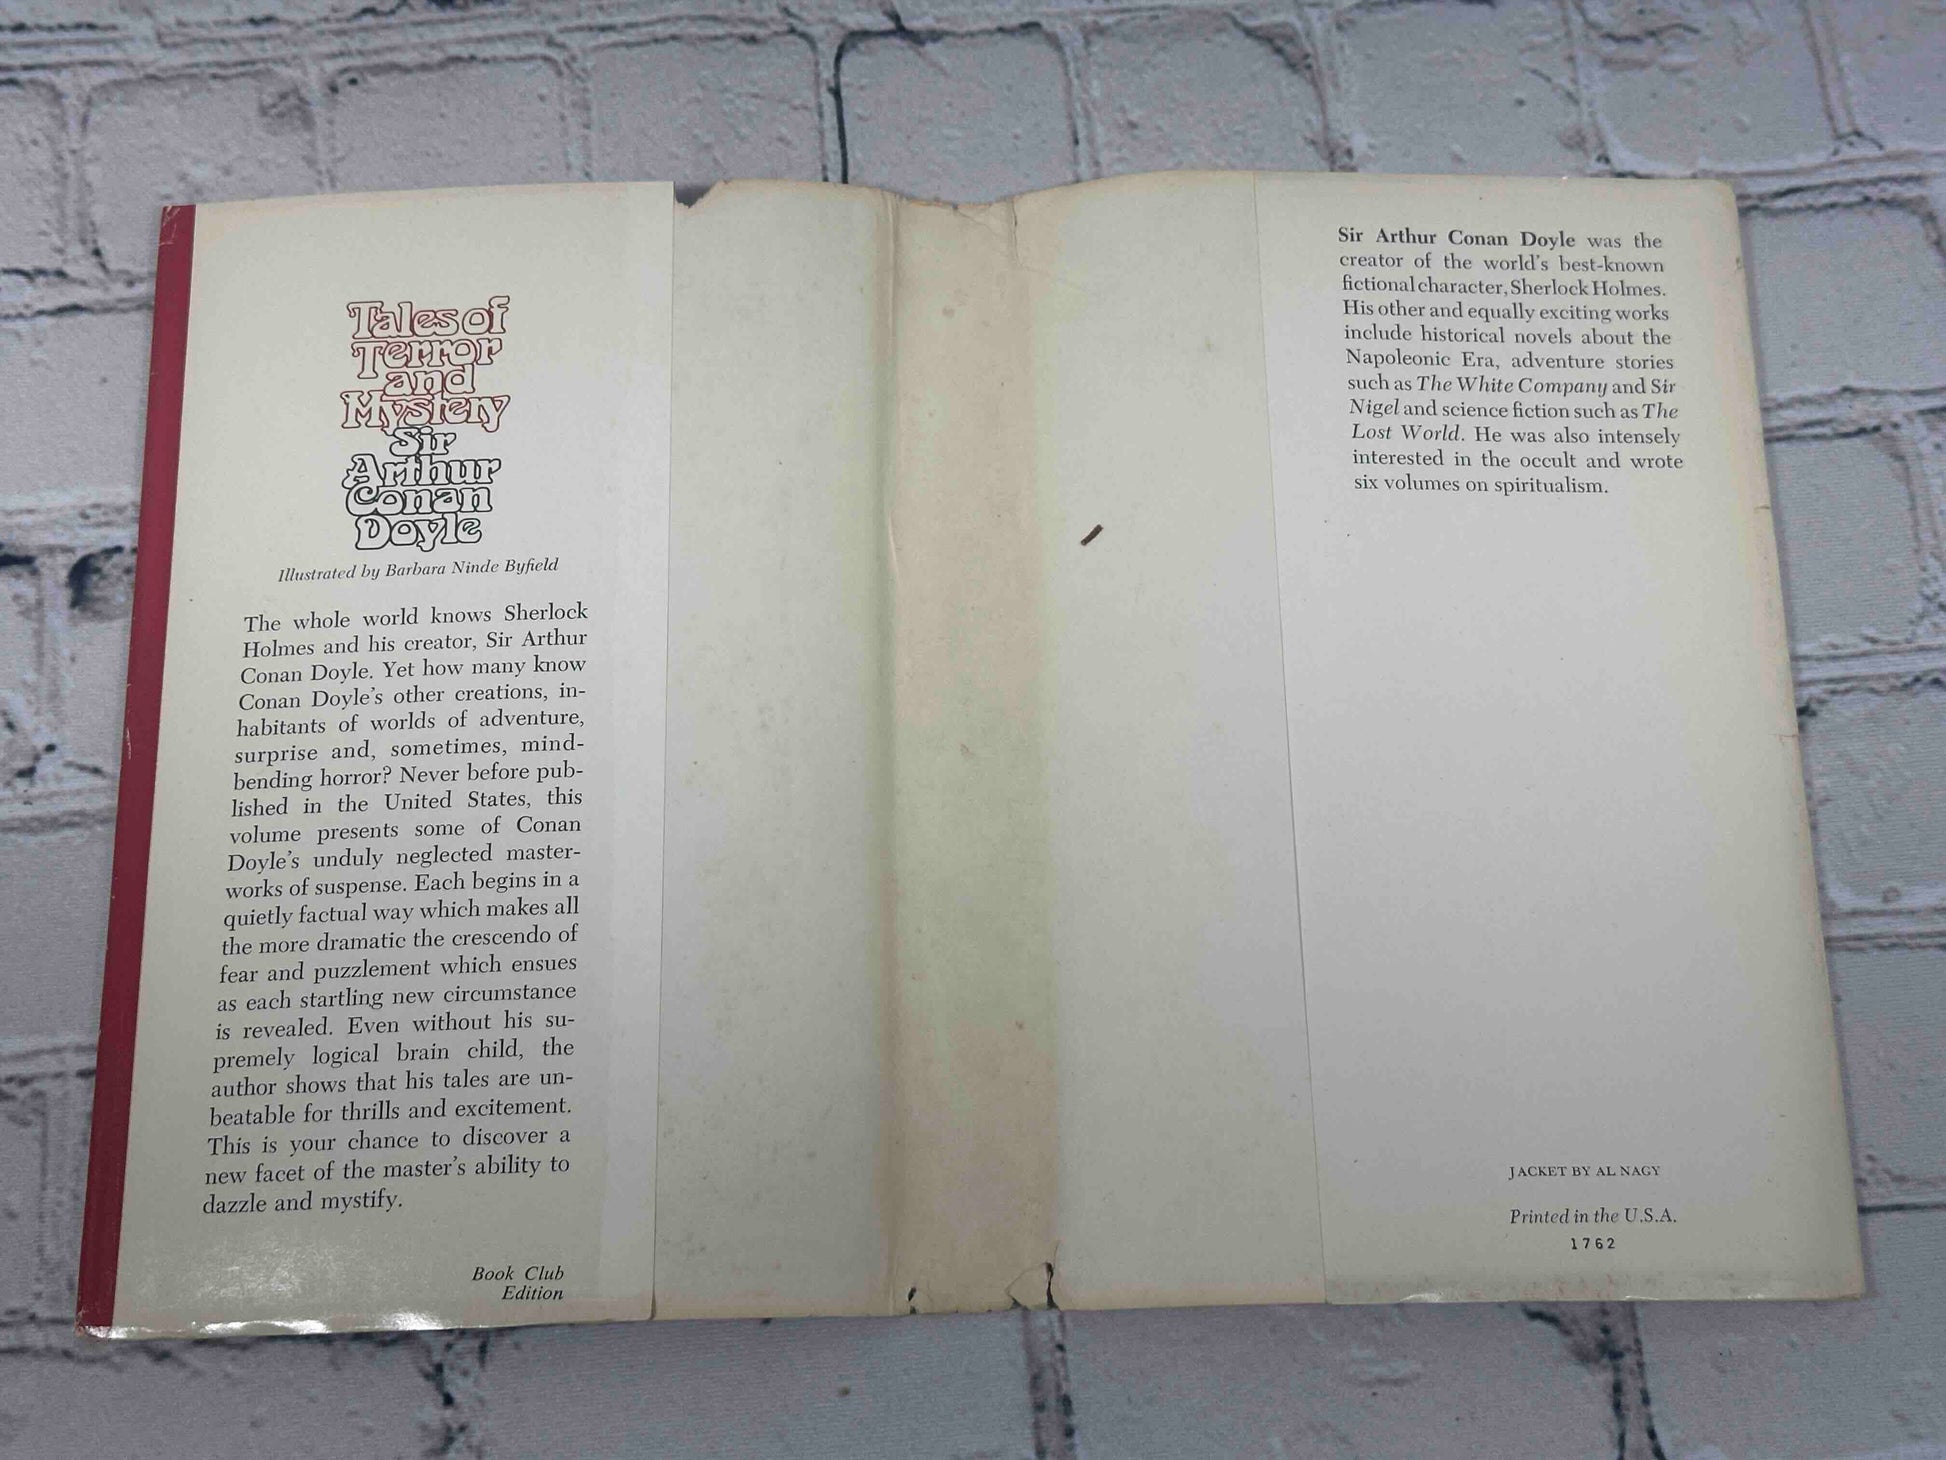 Tales of
Terror
and
Mystery
Sir
Arthur
Conan
Doyle
Illustrated by Barbara Ninde Byfield
The whole world knows Sherlock
Holmes and his creator, Sir Arthur
Conan Doyle. Yet how many know
Conan Doyle's other creations, in-
habitants of worlds of adventure,
surprise and, sometimes, mind-
bending horror? Never before pub-
lished in the United States, this
volume presents some of Conan
Doyle's unduly neglected master-
works of suspense. Each begins in a
quietly factual way which makes all
the more dramatic the crescendo of
fear and puzzlement which ensues
as each startling new circumstance
is revealed. Even without his su-
premely logical brain child, the
author shows that his tales are un-
beatable for thrills and excitement.
This is your chance to discover a
new facet of the master's ability to
dazzle and mystify.
Book Club
Edition
Sir Arthur Conan Doyle was the
creator of the world's best-known
fictional character, Sherlock Holmes.
His other and equally exciting works
include historical novels about the
Napoleonic Era, adventure stories
such as The White Company and Sir
Nigel and science fiction such as The
Lost World. He was also intensely
interested in the occult and wrote
six volumes on spiritualism.
JACKET BY AL NAGY
Printed in the U.S.A.
1762